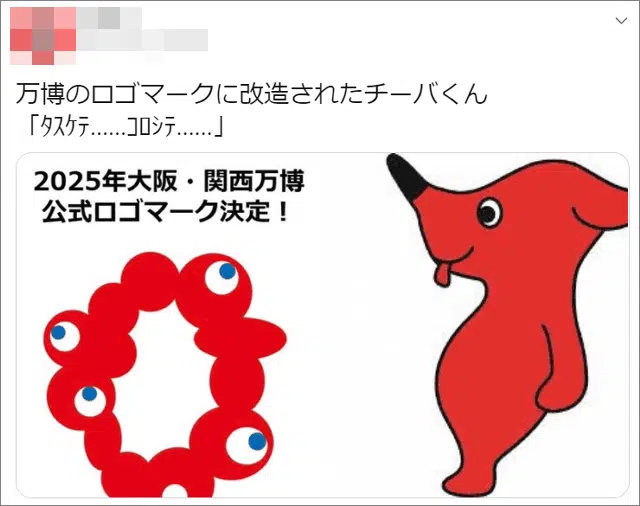 万博のロゴマークに改造されたチーバくん
「ﾀｽｹﾃ......ｺﾛｼﾃ......」
2025年大阪・関西万博
公式ロゴマーク決定！